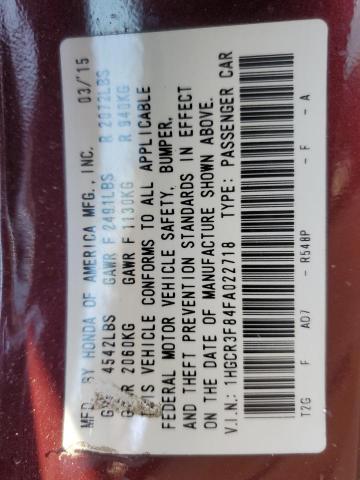 MFD. BY HONDA OF AMERICA MFG., INC. 03/15
4542LBS GAWR F 2491LBS R 2072LBS
2060KG GAWR F 1130KG R 940KG
VEHICLE CONFORMS TO ALL APPLICABLE
FEDERAL MOTOR VEHICLE SAFETY, BUMPER,
AND THEFT PREVENTION STANDARDS IN EFFECT
ON THE DATE OF MANUFACTURE SHOWN ABOVE.
V.I.N.: 1HGCR3F84FA022718 TYPE: PASSENGER CAR
T2G F AD7 - R548P - F - A